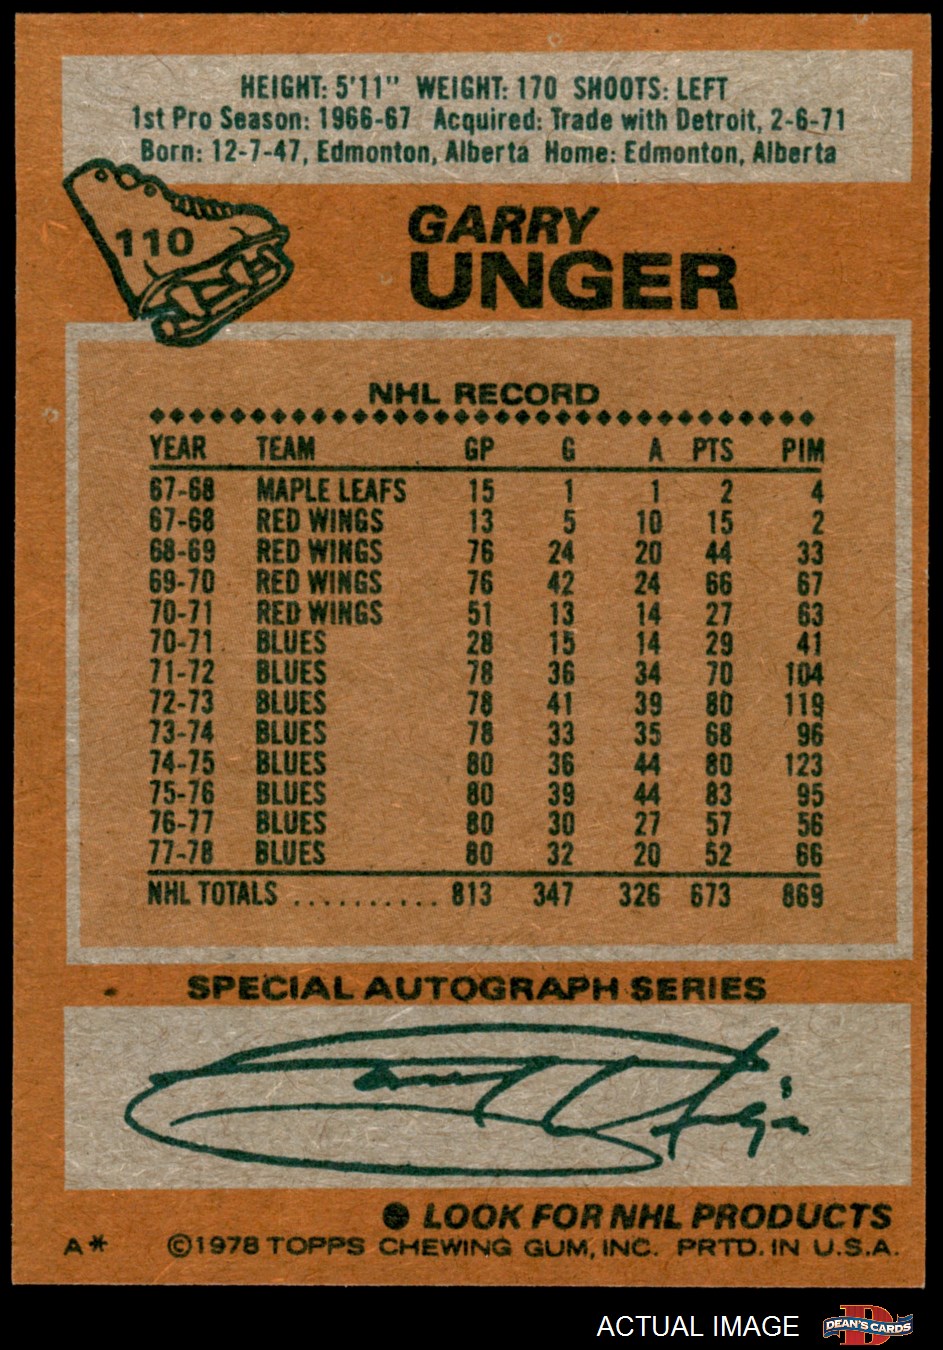 HEIGHT: 5'11" WEIGHT: 170 SHOOTS: LEFT
1st Pro Season: 1966-67 Acquired: Trade with Detroit, 2-6-71
Born: 12-7-47, Edmonton, Alberta Home: Edmonton, Alberta
110
GARRY
UNGER
NHL RECORD
YEAR TEAM GP G A PTS PIM
67-68 MAPLE LEAFS 15 1 1 2 4
67-68 RED WINGS 13 5 10 15 2
68-69 RED WINGS 76 24 20 44 33
69-70 RED WINGS 76 42 24 66 67
70-71 RED WINGS 51 13 14 27 63
70-71 BLUES 28 15 14 29 41
71-72 BLUES 78 36 34 70 104
72-73 BLUES 78 41 39 80 119
73-74 BLUES 78 33 35 68 96
74-75 BLUES 80 36 44 80 123
75-76 BLUES 80 39 44 83 95
76-77 BLUES 80 30 27 57 56
77-78 BLUES 80 32 20 52 66
NHL TOTALS .......... 813 347 326 673 869
SPECIAL AUTOGRAPH SERIES
Garry Unger
● LOOK FOR NHL PRODUCTS
A* ©1978 TOPPS CHEWING GUM, INC. PRTD. IN U.S.A.
ACTUAL IMAGE
DEAN'S CARDS